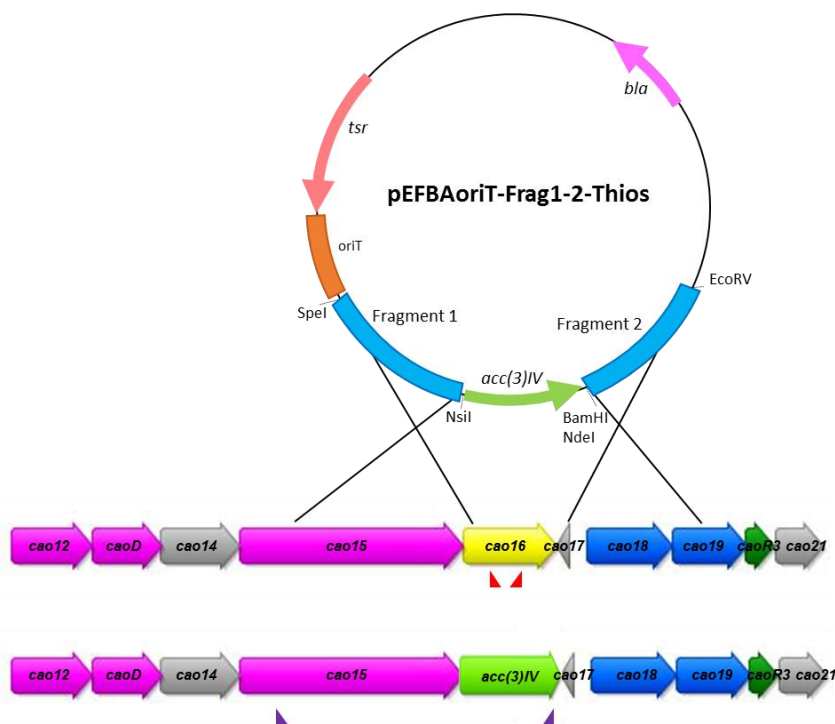 bla
tsr
pEFBAoriT-Frag1-2-Thios
oriT
EcoRV
SpeI
Fragment 1
Fragment 2
acc(3)IV
NsiI
BamHI
NdeI
cao12 caoD cao14 cao15 cao16 cao17 cao18 cao19 caoR3 cao21
cao12 caoD cao14 cao15 acc(3)IV cao17 cao18 cao19 caoR3 cao21